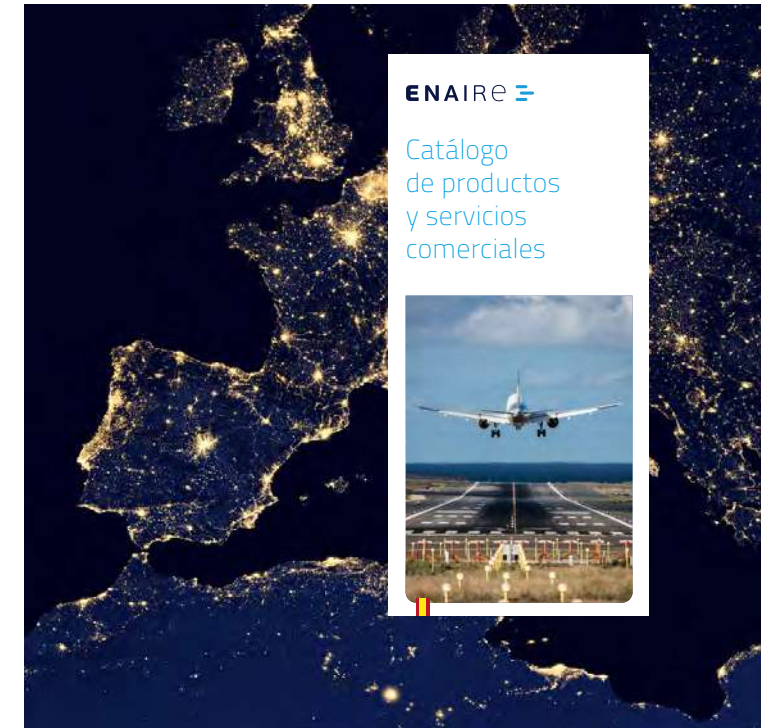 ENAIRE
Catálogo
de productos
y servicios
comerciales